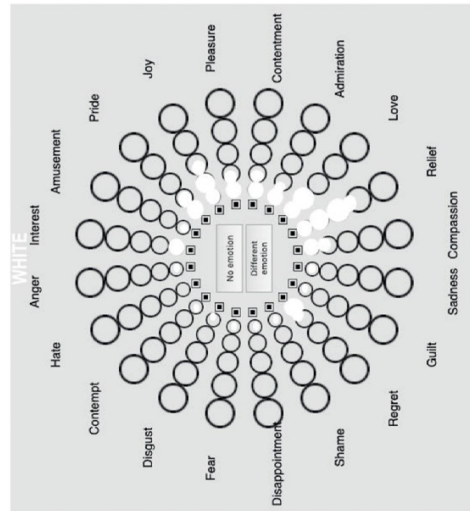 WHITE
Interest
Amusement
Pride
Joy
Pleasure
Contentment
Admiration
Love
Relief
Compassion
Sadness
Guilt
Regret
Shame
Disappointment
Fear
Disgust
Contempt
Hate
Anger
No emotion
Different
emotion